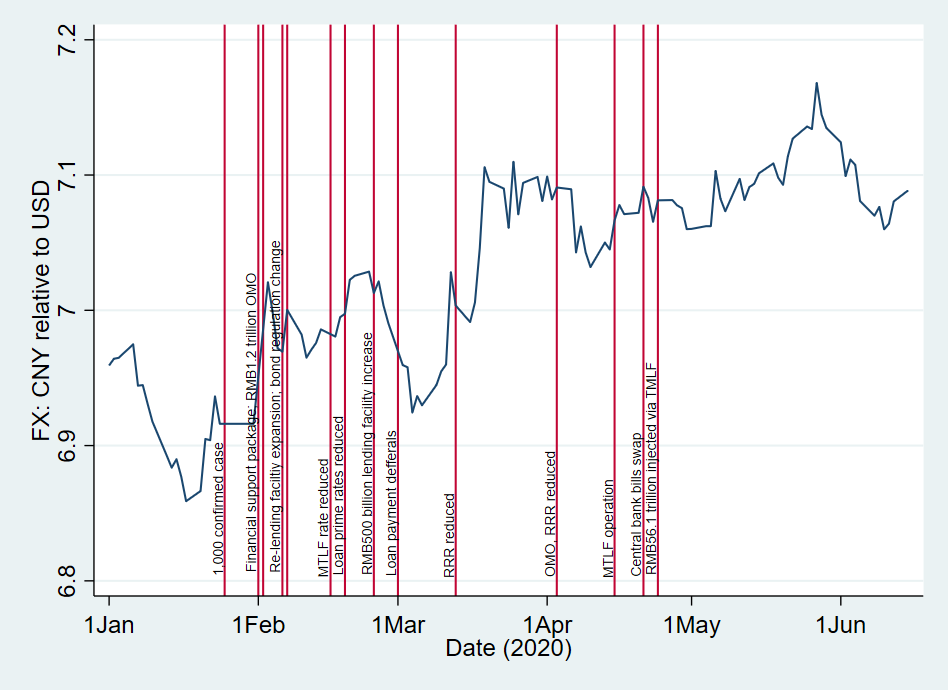 FX: CNY relative to USD
7.2
7.1
7
6.9
6.8
1,000 confirmed case
Financial support package; RMB1.2 trillion OMO
Re-lending faciltiy expansion; bond regulation change
MTLF rate reduced
Loan prime rates reduced
RMB500 billion lending facility increase
Loan payment defferals
RRR reduced
OMO, RRR reduced
MTLF operation
Central bank bills swap
RMB56.1 trillion injected via TMLF
1Jan
1Feb
1Mar
1Apr
1May
1Jun
Date (2020)